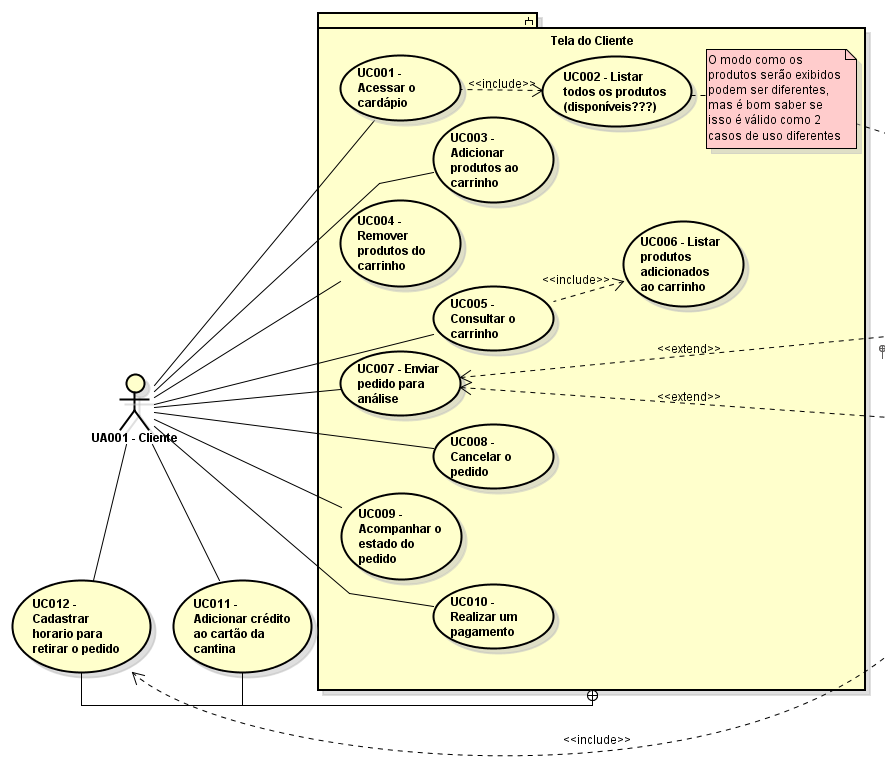 Tela do Cliente
UC001 -
Acessar o
cardápio
<<include>>
UC002 - Listar
todos os produtos
(disponíveis???)
O modo como os
produtos serão exibidos
podem ser diferentes,
mas é bom saber se
isso é válido como 2
casos de uso diferentes
UC003 -
Adicionar
produtos ao
carrinho
UC004 -
Remover
produtos do
carrinho
UC006 - Listar
produtos
adicionados
ao carrinho
<<include>>
UC005 -
Consultar o
carrinho
<<extend>>
UC007 - Enviar
pedido para
análise
<<extend>>
UA001 - Cliente
UC008 -
Cancelar o
pedido
UC009 -
Acompanhar o
estado do
pedido
UC010 -
Realizar um
pagamento
UC012 -
Cadastrar
horario para
retirar o pedido
UC011 -
Adicionar crédito
ao cartão da
cantina
<<include>>